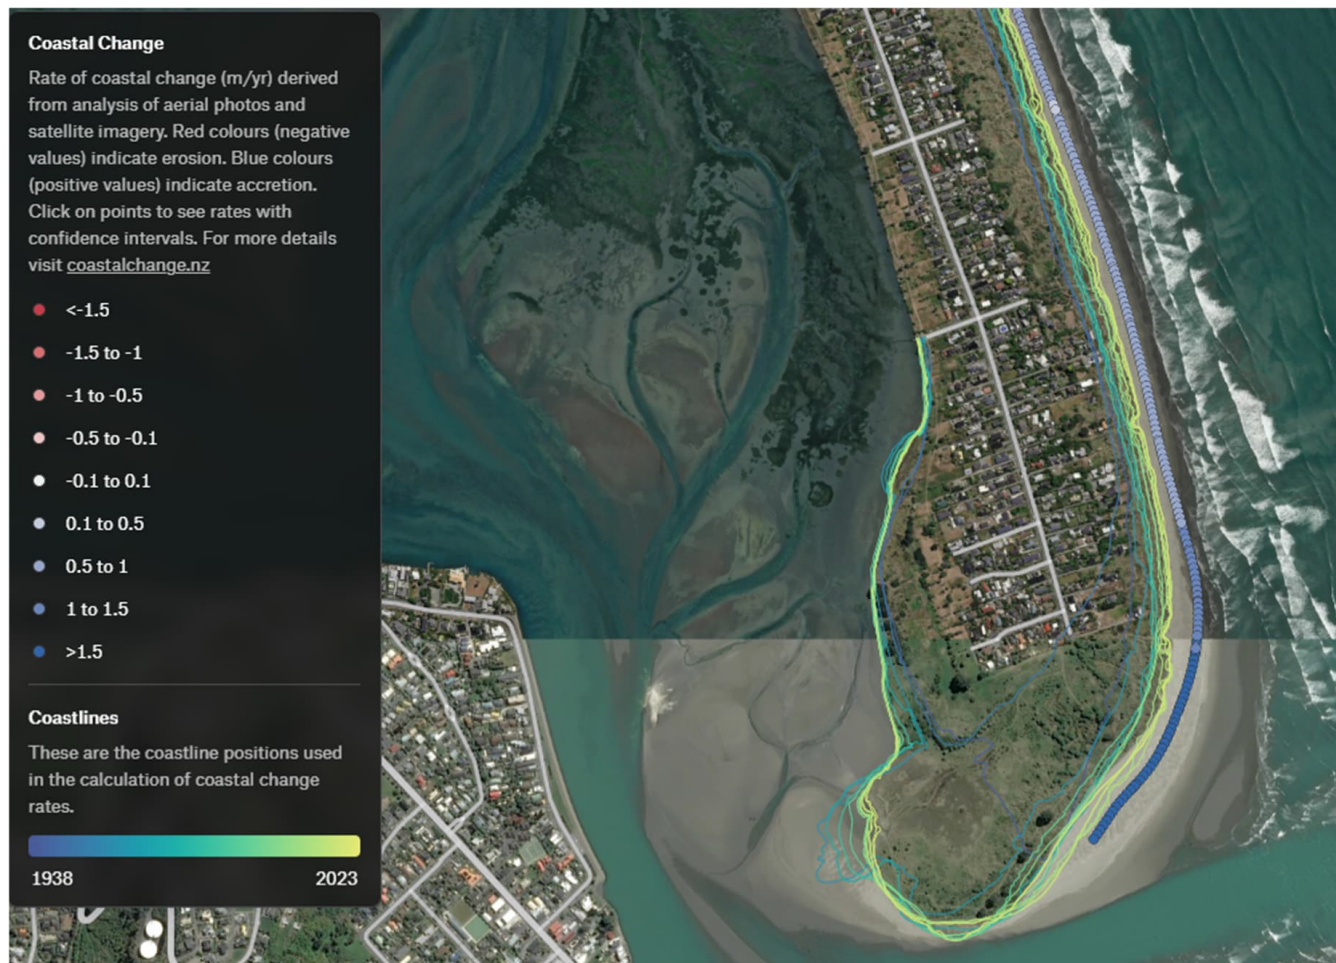 Coastal Change
Rate of coastal change (m/yr) derived
from analysis of aerial photos and
satellite imagery. Red colours (negative
values) indicate erosion. Blue colours
(positive values) indicate accretion.
Click on points to see rates with
confidence intervals. For more details
visit coastalchange.nz
<-1.5
-1.5 to -1
-1 to -0.5
-0.5 to -0.1
-0.1 to 0.1
0.1 to 0.5
0.5 to 1
1 to 1.5
>1.5
Coastlines
These are the coastline positions used
in the calculation of coastal change
rates.
1938 2023